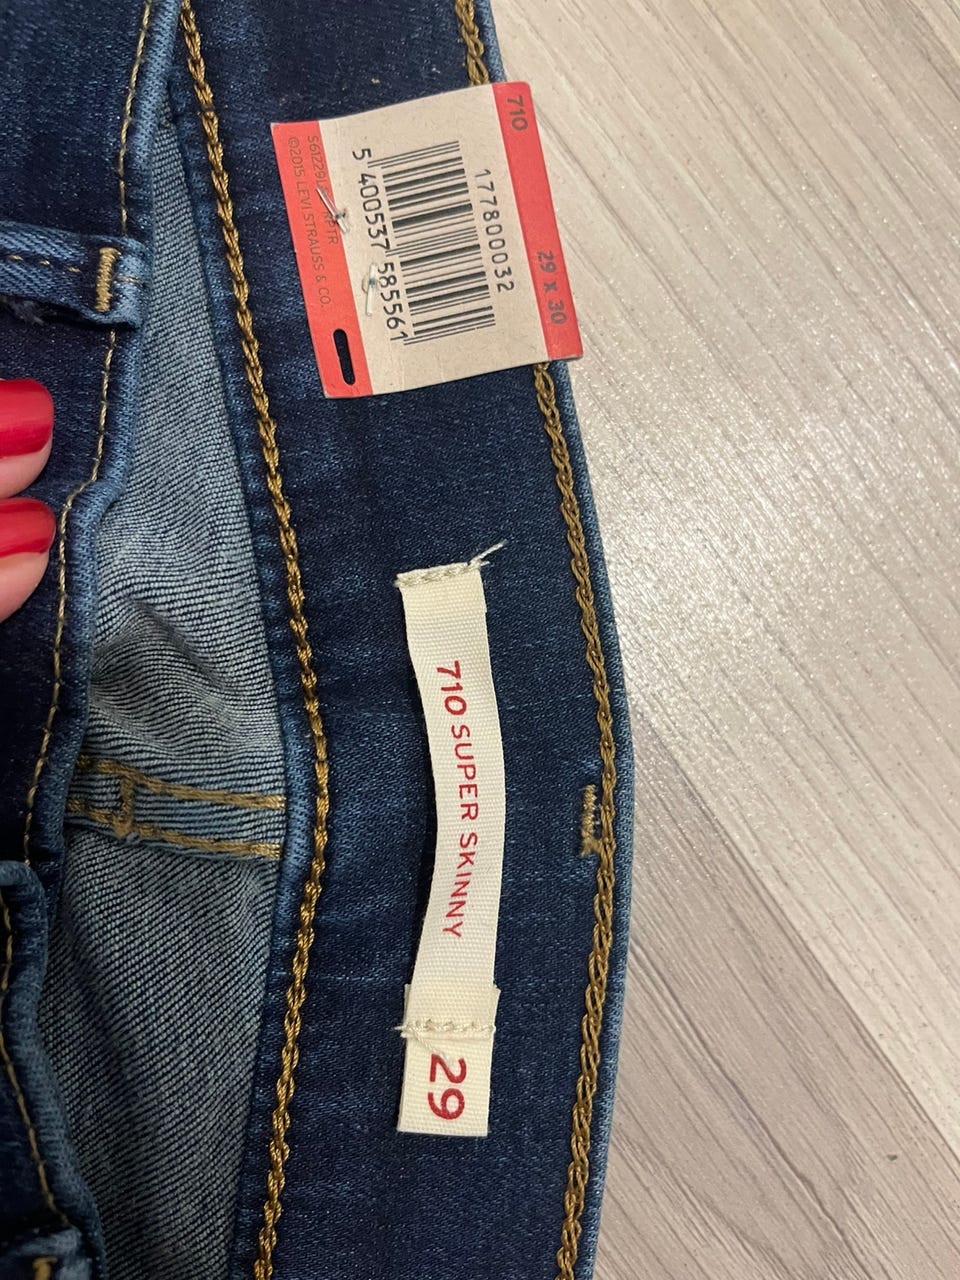 710 29 x 30
177800032
5 400537 585561
©2015 LEVI STRAUSS & CO.
710 SUPER SKINNY
29